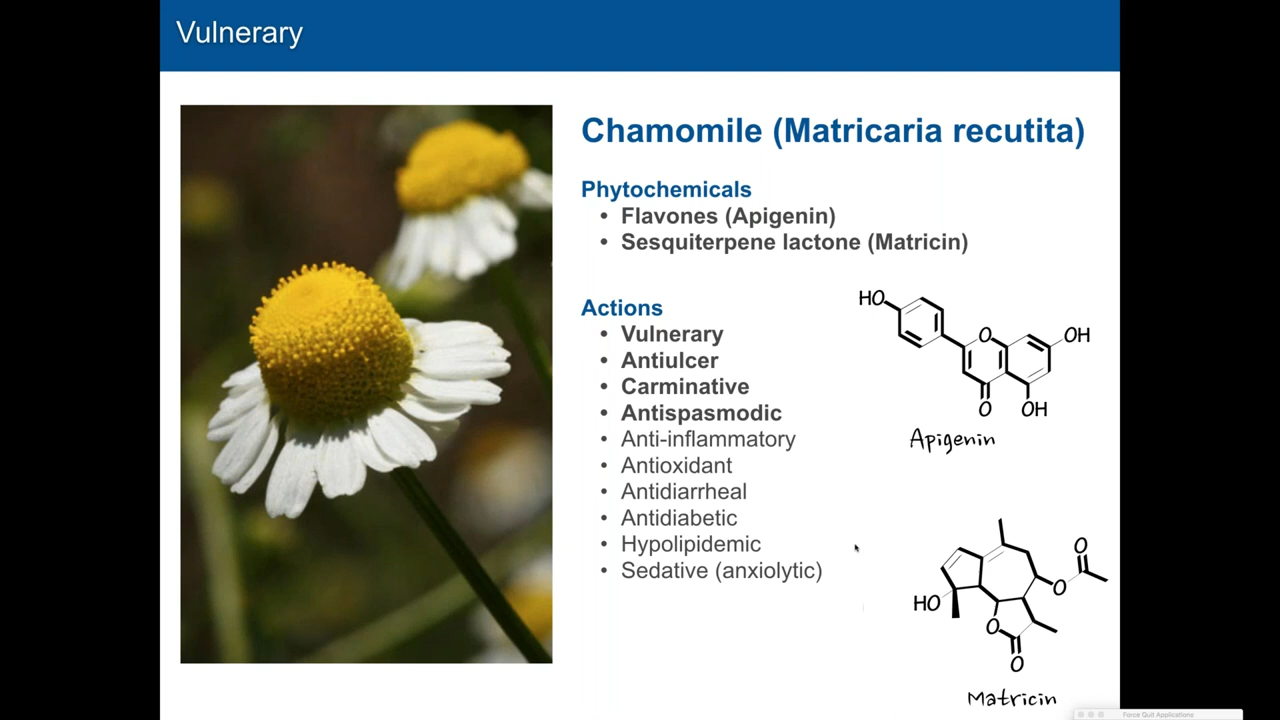 Vulnerary
Chamomile (Matricaria recutita)
Phytochemicals
• Flavones (Apigenin)
• Sesquiterpene lactone (Matricin)
Actions
• Vulnerary
• Antiulcer
• Carminative
• Antispasmodic
• Anti-inflammatory
• Antioxidant
• Antidiarrheal
• Antidiabetic
• Hypolipidemic
• Sedative (anxiolytic)
HO
O
OH
O
OH
Apigenin
O
O
HO
O
O
Matricin
Force Quit Applications